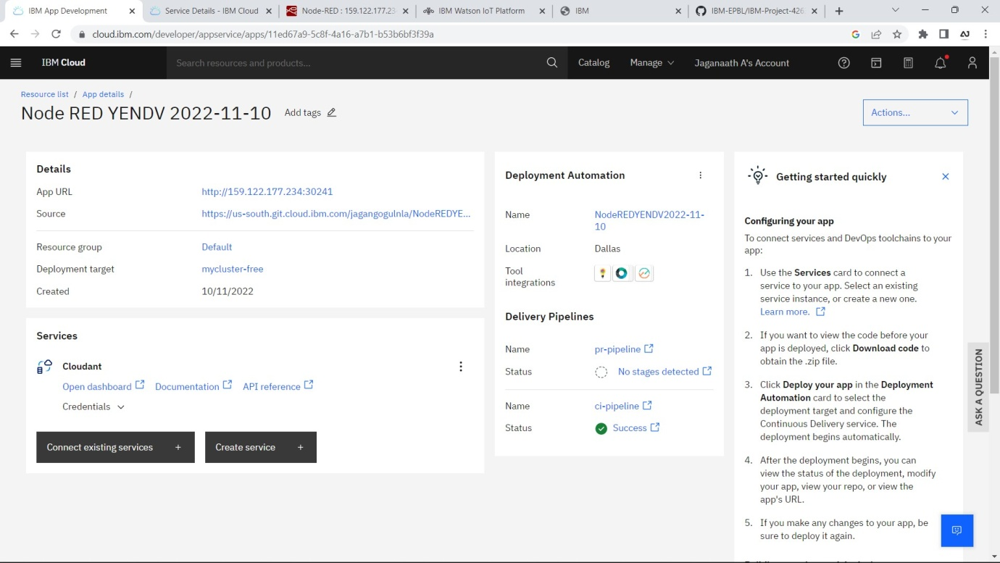 IBM App Development
Service Details - IBM Cloud
Node-RED : 159.122.177.23
IBM Watson IoT Platform
IBM
IBM-EPBL/IBM-Project-426
cloud.ibm.com/developer/appservice/apps/11ed67a9-5c8f-4a16-a7b1-b53b6bf3f39a
IBM Cloud
Search resources and products...
Catalog
Manage
Jaganaath A's Account
Resource list / App details /
Node RED YENDV 2022-11-10
Add tags
Actions...
Details
App URL
http://159.122.177.234:30241
Source
https://us-south.git.cloud.ibm.com/jagangogulnla/NodeREDYE...
Resource group
Default
Deployment target
mycluster-free
Created
10/11/2022
Services
Cloudant
Open dashboard
Documentation
API reference
Credentials
Connect existing services +
Create service +
Deployment Automation
Name
NodeREDYENDV2022-11-
10
Location
Dallas
Tool
integrations
Delivery Pipelines
Name
pr-pipeline
Status
No stages detected
Name
ci-pipeline
Status
Success
Getting started quickly
Configuring your app
To connect services and DevOps toolchains to your
app:
1. Use the Services card to connect a
service to your app. Select an existing
service instance, or create a new one.
Learn more.
2. If you want to view the code before your
app is deployed, click Download code to
obtain the .zip file.
3. Click Deploy your app in the Deployment
Automation card to select the
deployment target and configure the
Continuous Delivery service. The
deployment begins automatically.
4. After the deployment begins, you can
view the status of the deployment, modify
your app, view your repo, or view the
app's URL.
5. If you make any changes to your app, be
sure to deploy it again.
ASK A QUESTION